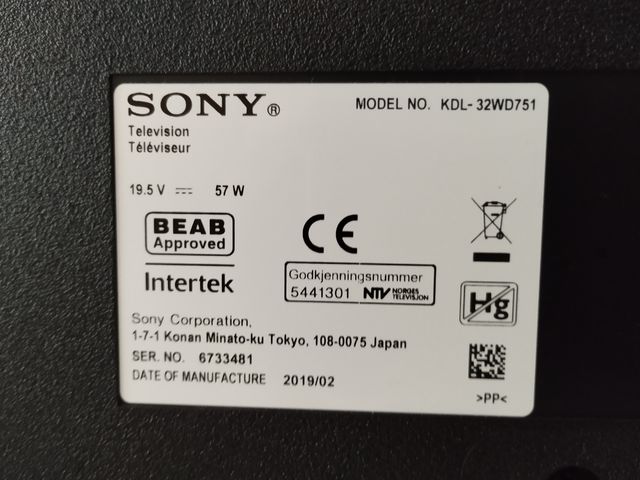 SONY®
MODEL NO. KDL-32WD751
Television
Téléviseur
19.5 V ⎓ 57 W
BEAB
Approved
CE
Intertek
Godkjenningsnummer
5441301 NTV NORGES
TELEVISJON
Hg
Sony Corporation,
1-7-1 Konan Minato-ku Tokyo, 108-0075 Japan
SER. NO. 6733481
DATE OF MANUFACTURE 2019/02
>PP<